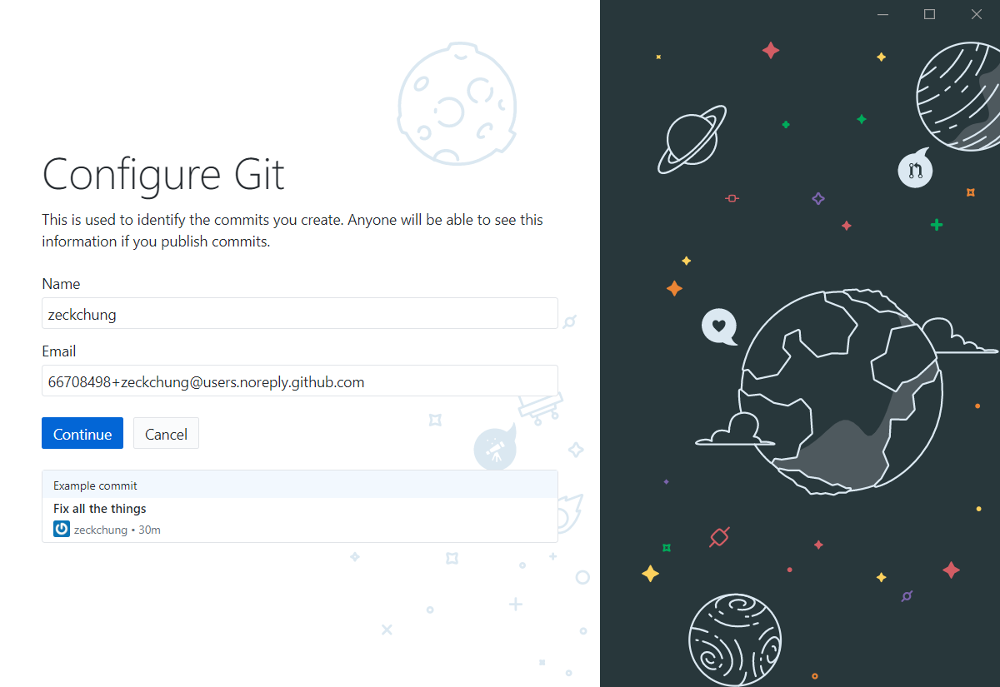 Configure Git
This is used to identify the commits you create. Anyone will be able to see this
information if you publish commits.
Name
zeckchung
Email
66708498+zeckchung@users.noreply.github.com
Continue
Cancel
Example commit
Fix all the things
zeckchung • 30m